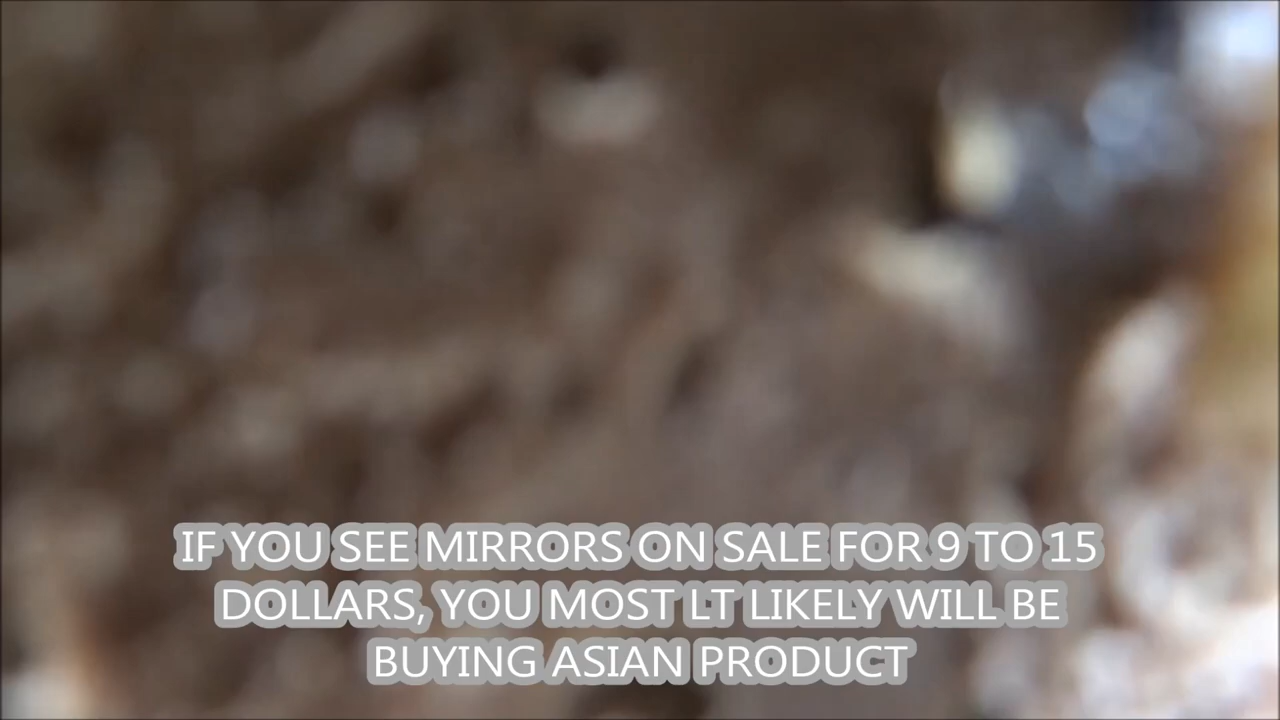 IF YOU SEE MIRRORS ON SALE FOR 9 TO 15
DOLLARS, YOU MOST LT LIKELY WILL BE
BUYING ASIAN PRODUCT